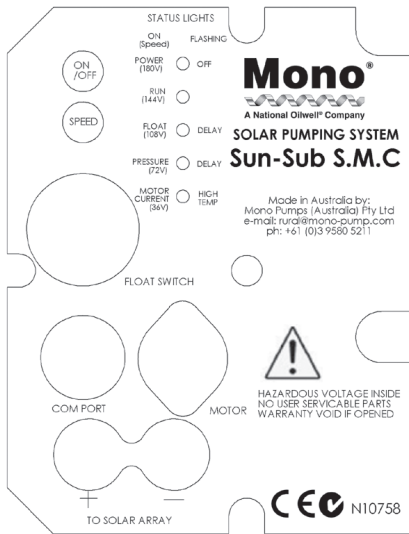 STATUS LIGHTS
ON
(Speed)
FLASHING
ON
/OFF
POWER
(180V)
OFF
RUN
(144V)
SPEED
FLOAT
(108V)
DELAY
PRESSURE
(72V)
DELAY
MOTOR
CURRENT
(36V)
HIGH
TEMP
Mono®
A National Oilwell® Company
SOLAR PUMPING SYSTEM
Sun-Sub S.M.C
Made in Australia by:
Mono Pumps (Australia) Pty Ltd
e-mail: rural@mono-pump.com
ph: +61 (0)3 9580 5211
FLOAT SWITCH
COM PORT
MOTOR
HAZARDOUS VOLTAGE INSIDE
NO USER SERVICABLE PARTS
WARRANTY VOID IF OPENED
+
−
TO SOLAR ARRAY
CE N10758